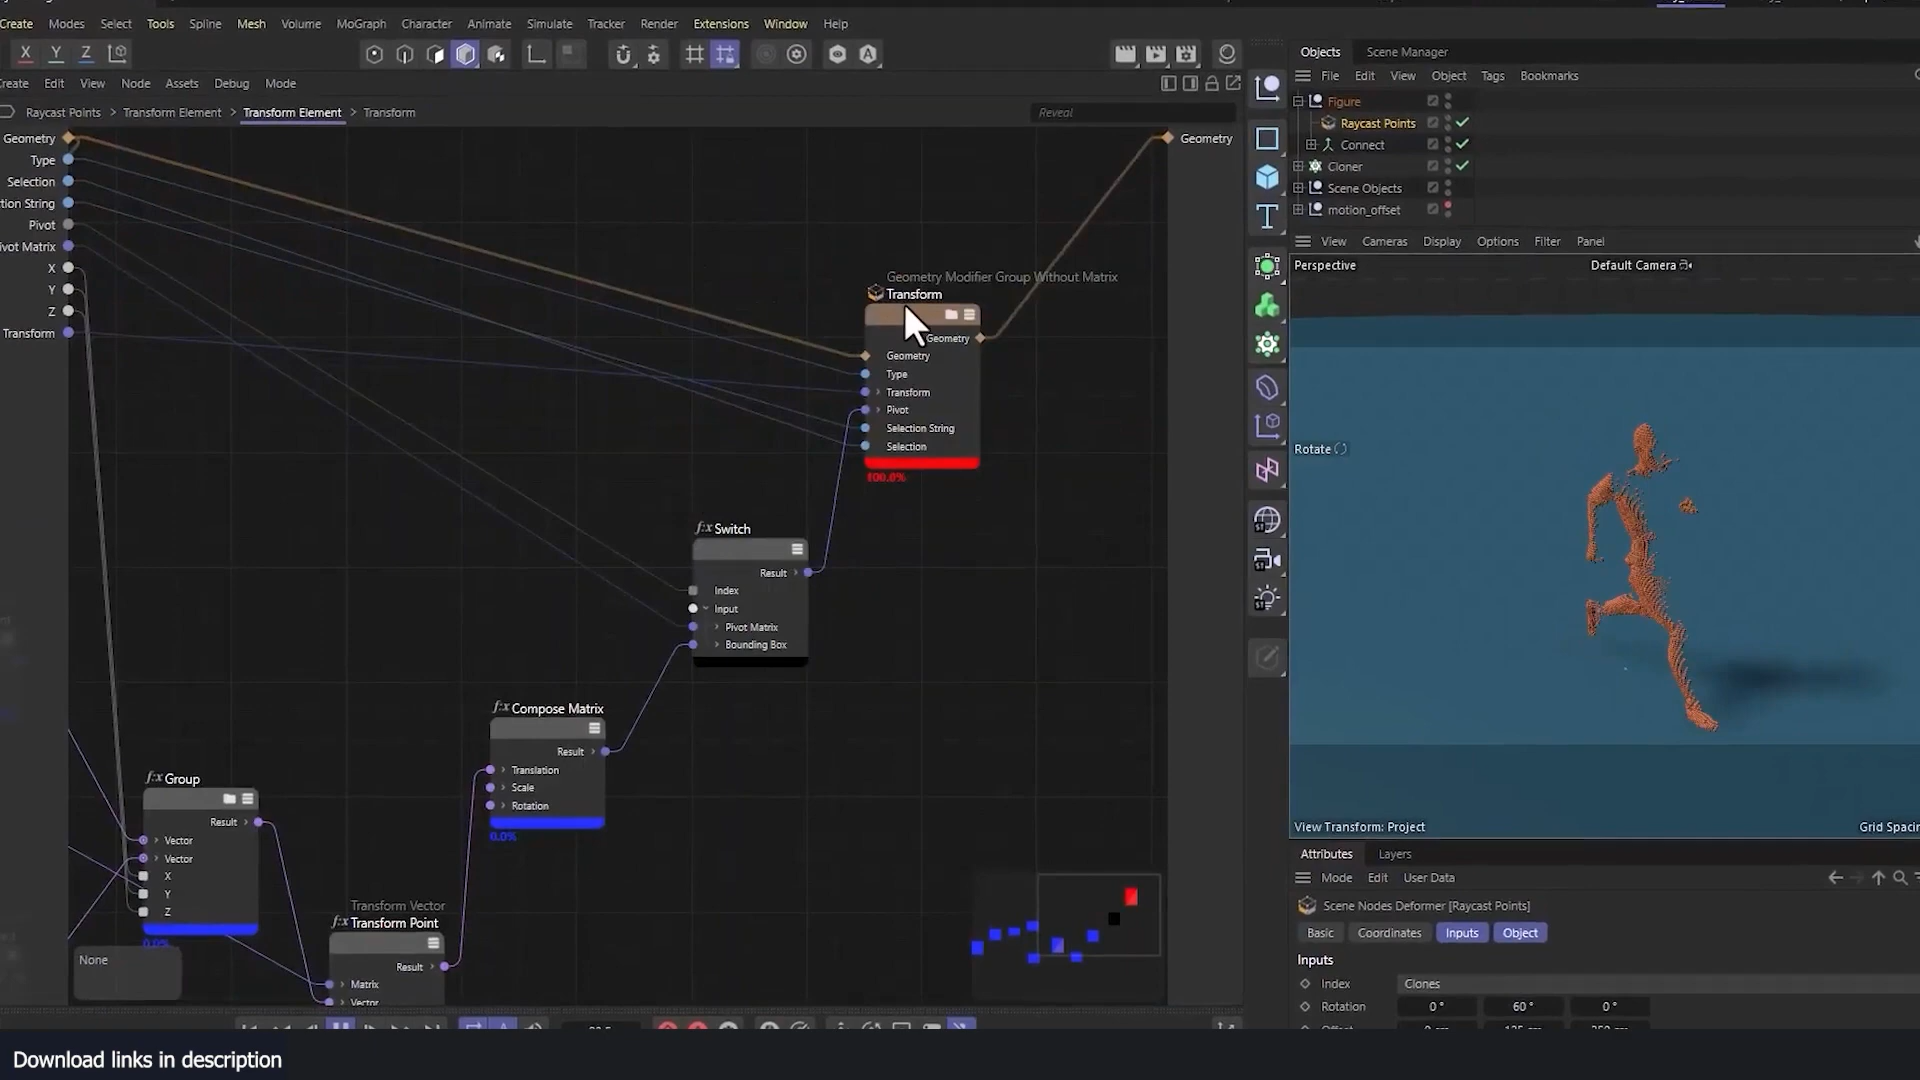 Create Modes Select Tools Spline Mesh Volume MoGraph Character Animate Simulate Tracker Render Extensions Window Help
X Y Z
Create Edit View Node Assets Debug Mode
Raycast Points > Transform Element > Transform Element > Transform
Reveal
Geometry
Type
Selection
tion String
Pivot
ivot Matrix
X
Y
Z
Transform
Geometry
Geometry Modifier Group Without Matrix
Transform
Geometry
Geometry
Type
Transform
Pivot
Selection String
Selection
100.0%
f:x Switch
Result
Index
Input
Pivot Matrix
Bounding Box
f:x Compose Matrix
Result
Translation
Scale
Rotation
0.0%
f:x Group
Result
Vector
Vector
X
Y
Z
0.0%
Transform Vector
f:x Transform Point
Result
Matrix
Vector
None
Objects Scene Manager
File Edit View Object Tags Bookmarks
Figure
Raycast Points
Connect
Cloner
Scene Objects
motion_offset
View Cameras Display Options Filter Panel
Perspective
Default Camera
Rotate
View Transform: Project
Grid Spacin
Attributes Layers
Mode Edit User Data
Scene Nodes Deformer [Raycast Points]
Basic Coordinates Inputs Object
Inputs
Index Clones
Rotation 0° 60° 0°
Download links in description